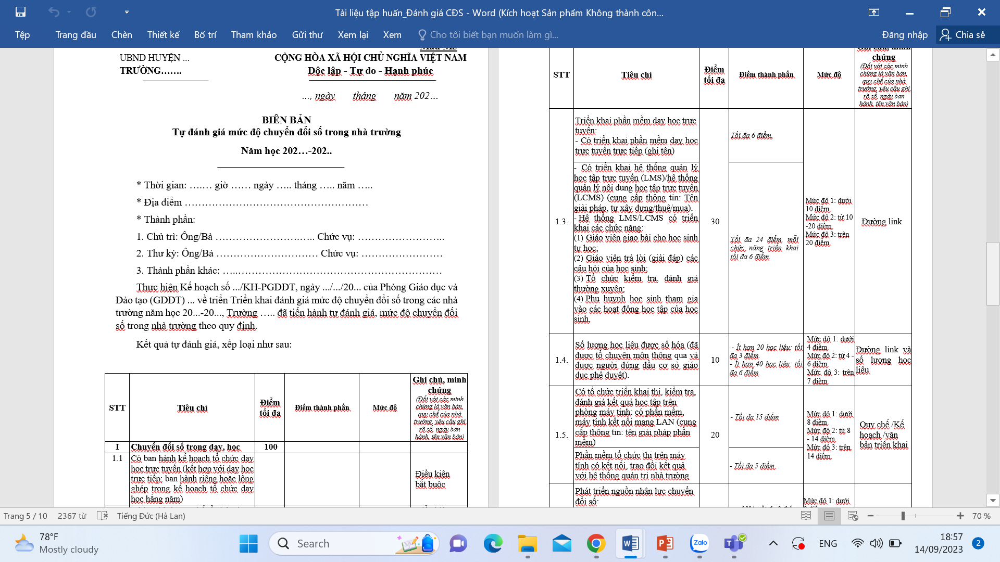 Tài liệu tập huấn_Đánh giá CĐS - Word (Kích hoạt Sản phẩm Không thành côn...
Tệp Trang đầu Chèn Thiết kế Bố trí Tham khảo Gửi thư Xem lại Xem Cho tôi biết bạn muốn làm gì... Đăng nhập Chia sẻ
Mẫu M3
UBND HUYỆN ...
TRƯỜNG…….
CỘNG HÒA XÃ HỘI CHỦ NGHĨA VIỆT NAM
Độc lập - Tự do - Hạnh phúc
…, ngày tháng năm 202…
BIÊN BẢN
Tự đánh giá mức độ chuyển đổi số trong nhà trường
Năm học 202…-202..
* Thời gian: ….… giờ …… ngày ….. tháng ….. năm …..
* Địa điểm ………………………………………………
* Thành phần:
1. Chủ trì: Ông/Bà …………………….….. Chức vụ: ……………………..
2. Thư ký: Ông/Bà ………………………… Chức vụ: ……………………
3. Thành phần khác: …..……………………………………………………
Thực hiện Kế hoạch số .../KH-PGDĐT, ngày .../.../20... của Phòng Giáo dục và
Đào tạo (GDĐT) ... về triển Triển khai đánh giá mức độ chuyển đổi số trong các nhà
trường năm học 20...-20..., Trường ….. đã tiến hành tự đánh giá, mức độ chuyển đổi
số trong nhà trường theo quy định.
Kết quả tự đánh giá, xếp loại như sau:
STT
Tiêu chí
Điểm
tối đa
Điểm thành phần
Mức độ
Ghi chú, minh
chứng
(Đối với các minh
chứng là văn bản,
quy chế của nhà
trường, yêu cầu ghi
rõ số, ngày ban
hành, tên văn bản)
I Chuyển đổi số trong dạy, học 100
1.1
Có ban hành kế hoạch tổ chức dạy
học trực tuyến (kết hợp với dạy học
trực tiếp; ban hành riêng hoặc lồng
ghép trong kế hoạch tổ chức dạy
học hằng năm)
Điều kiện
bắt buộc
STT
Tiêu chí
Điểm
tối đa
Điểm thành phần
Mức độ
Ghi chú, minh
chứng
(Đối với các minh
chứng là văn bản,
quy chế của nhà
trường, yêu cầu ghi
rõ số, ngày ban
hành, tên văn bản)
1.3.
Triển khai phần mềm dạy học trực
tuyến:
- Có triển khai phần mềm dạy học
trực tuyến trực tiếp (ghi tên)
Tối đa 6 điểm.
- Có triển khai hệ thống quản lý
học tập trực tuyến (LMS)/hệ thống
quản lý nội dung học tập trực tuyến
(LCMS) (cung cấp thông tin: Tên
giải pháp, tự xây dựng/thuê/mua).
- Hệ thống LMS/LCMS có triển
khai các chức năng:
(1) Giáo viên giao bài cho học sinh
tự học;
(2) Giáo viên trả lời (giải đáp) các
câu hỏi của học sinh;
(3) Tổ chức kiểm tra, đánh giá
thường xuyên;
(4) Phụ huynh học sinh tham gia
vào các hoạt động học tập của học
sinh.
30
Tối đa 24 điểm, mỗi
chức năng triển khai
tối đa 6 điểm.
Mức độ 1: dưới
10 điểm
Mức độ 2: từ 10
-20 điểm
Mức độ 3: trên
20 điểm
Đường link
1.4.
Số lượng học liệu được số hóa (đã
được tổ chuyên môn thông qua và
được người đứng đầu cơ sở giáo
dục phê duyệt).
10
- Ít hơn 20 học liệu: tối
đa 3 điểm.
- Ít hơn 40 học liệu: tối
đa 6 điểm.
Mức độ 1: dưới
4 điểm
Mức độ 2: từ 4 -
6 điểm
Mức độ 3: trên
7 điểm
Đường link và
số lượng học
liệu
1.5.
Có tổ chức triển khai thi, kiểm tra,
đánh giá kết quả học tập trên
phòng máy tính: có phần mềm,
máy tính kết nối mạng LAN (cung
cấp thông tin: tên giải pháp phần
mềm)
Phần mềm tổ chức thi trên máy
tính có kết nối, trao đổi kết quả
với hệ thống quản trị nhà trường
20
- Tối đa 15 điểm
- Tối đa 5 điểm
Mức độ 1: dưới
8 điểm
Mức độ 2: từ 8
- 14 điểm
Mức độ 3: trên
14 điểm
Quy chế /Kế
hoạch /văn
bản triển khai
Phát triển nguồn nhân lực chuyển
đổi số:
Mức độ 1: dưới
Trang 5 / 10 2367 từ Tiếng Đức (Hà Lan) 70 %
78°F
Mostly cloudy
Search
Zalo
ENG
18:57
14/09/2023
2